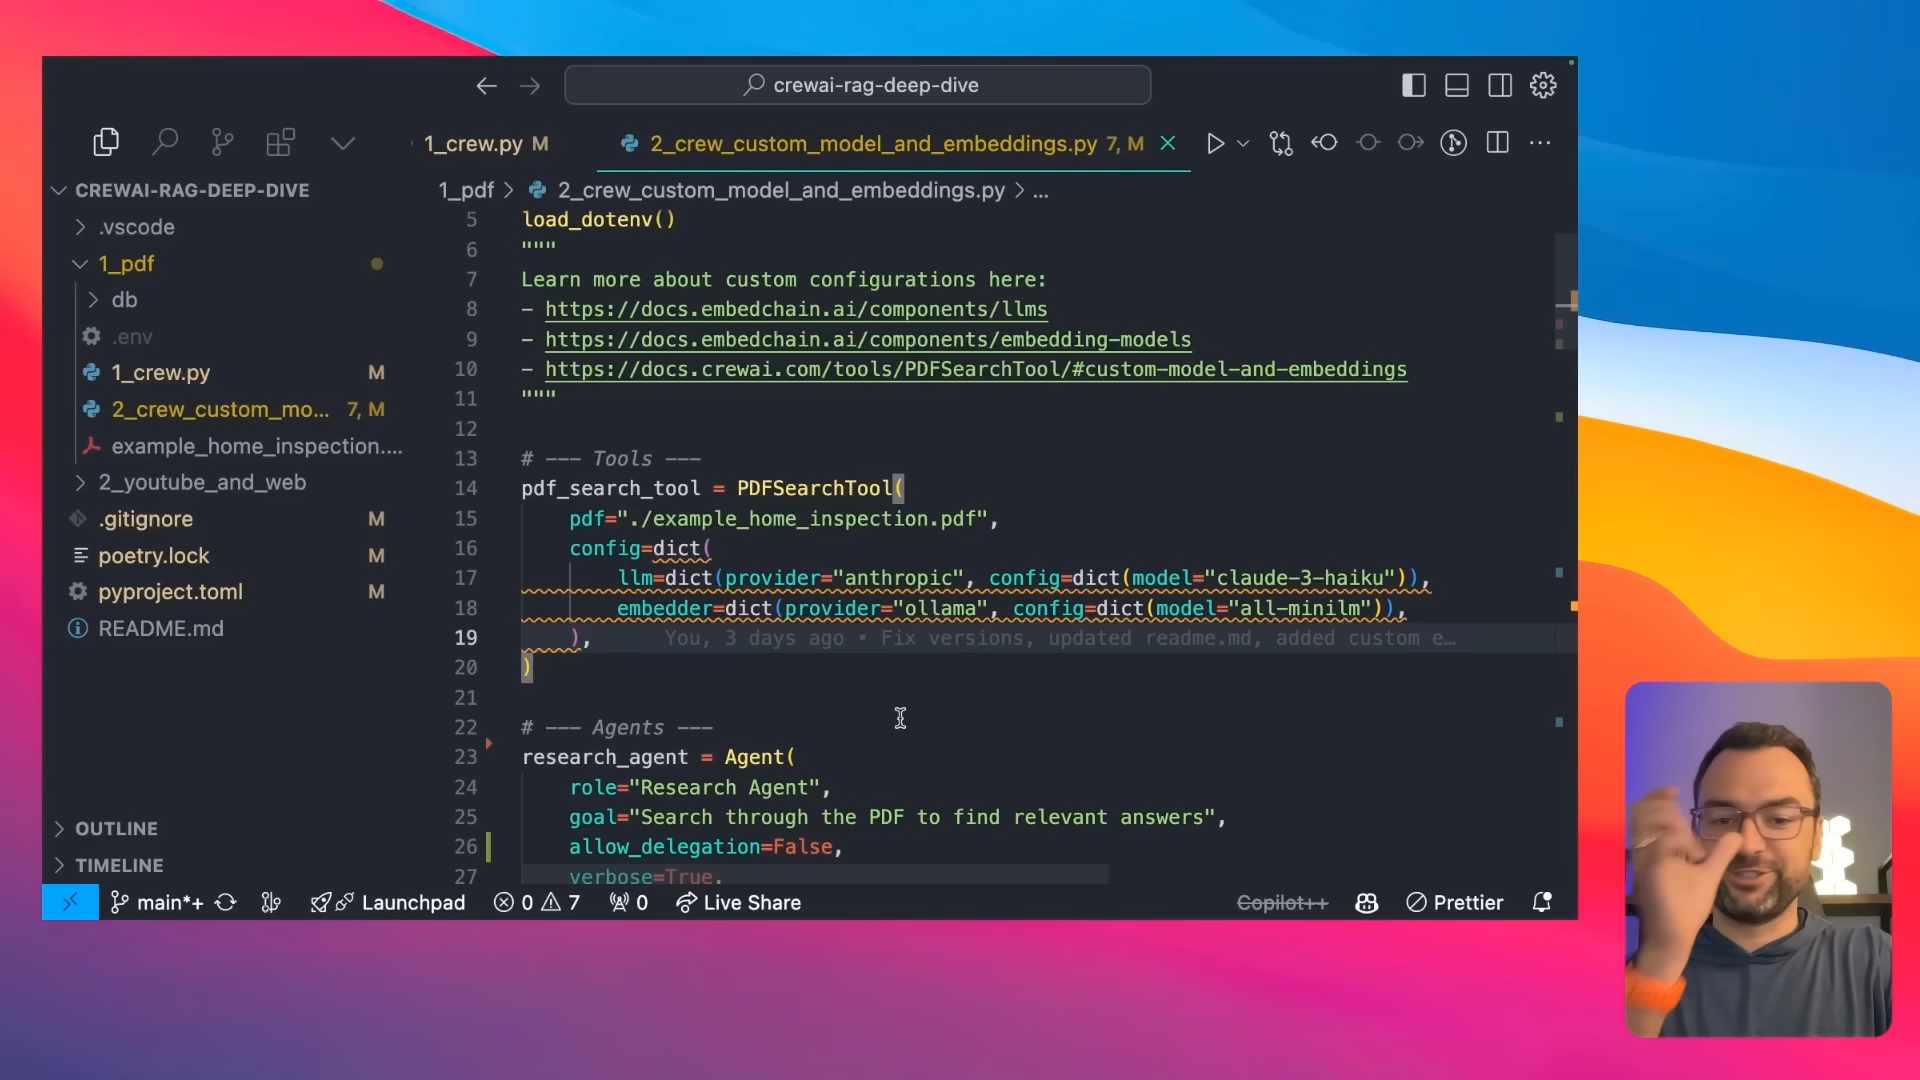 crewai-rag-deep-dive
1_crew.py M
2_crew_custom_model_and_embeddings.py 7, M
CREWAI-RAG-DEEP-DIVE
.vscode
1_pdf
db
.env
1_crew.py M
2_crew_custom_mo... 7, M
example_home_inspection....
2_youtube_and_web
.gitignore M
poetry.lock M
pyproject.toml M
README.md
OUTLINE
TIMELINE
1_pdf > 2_crew_custom_model_and_embeddings.py > ...
5 load_dotenv()
6 """
7 Learn more about custom configurations here:
8 - https://docs.embedchain.ai/components/llms
9 - https://docs.embedchain.ai/components/embedding-models
10 - https://docs.crewai.com/tools/PDFSearchTool/#custom-model-and-embeddings
11 """
12
13 # --- Tools ---
14 pdf_search_tool = PDFSearchTool(
15 pdf="./example_home_inspection.pdf",
16 config=dict(
17 llm=dict(provider="anthropic", config=dict(model="claude-3-haiku")),
18 embedder=dict(provider="ollama", config=dict(model="all-minilm")),
19 ), You, 3 days ago • Fix versions, updated readme.md, added custom e…
20 )
21
22 # --- Agents ---
23 research_agent = Agent(
24 role="Research Agent",
25 goal="Search through the PDF to find relevant answers",
26 allow_delegation=False,
27 verbose=True,
main*+ Launchpad 0 7 0 Live Share Copilot++ Prettier